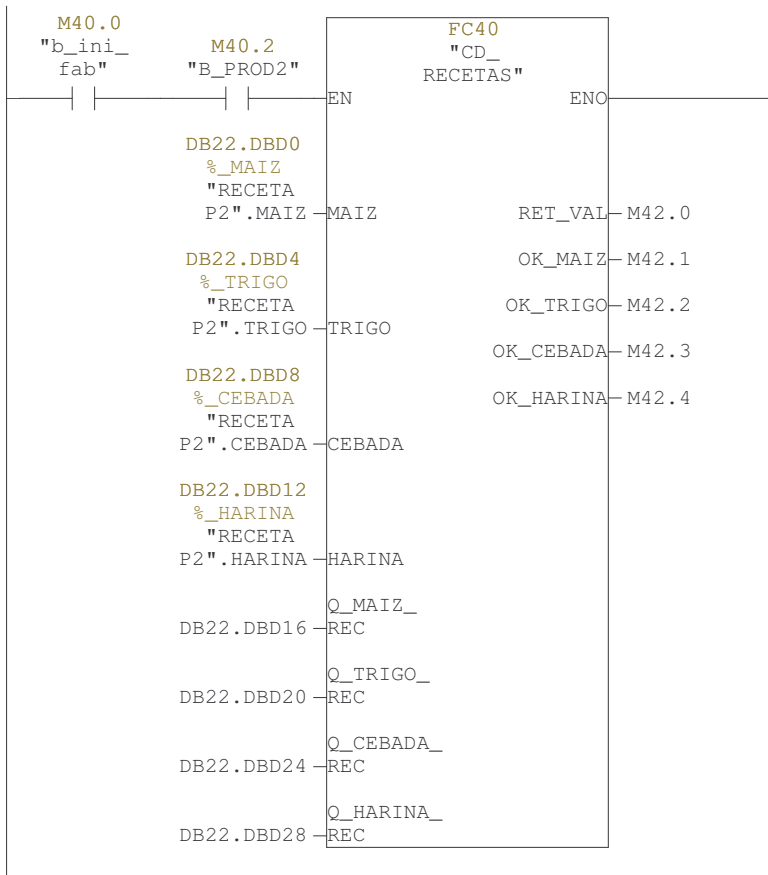 M40.0
"b_ini_
fab"
M40.2
"B_PROD2"
FC40
"CD_
RECETAS"
EN
ENO
DB22.DBD0
%_MAIZ
"RECETA
P2".MAIZ
MAIZ
RET_VAL
M42.0
DB22.DBD4
%_TRIGO
"RECETA
P2".TRIGO
TRIGO
OK_MAIZ
M42.1
OK_TRIGO
M42.2
OK_CEBADA
M42.3
DB22.DBD8
%_CEBADA
"RECETA
P2".CEBADA
CEBADA
OK_HARINA
M42.4
DB22.DBD12
%_HARINA
"RECETA
P2".HARINA
HARINA
Q_MAIZ_
DB22.DBD16
REC
Q_TRIGO_
DB22.DBD20
REC
Q_CEBADA_
DB22.DBD24
REC
Q_HARINA_
DB22.DBD28
REC